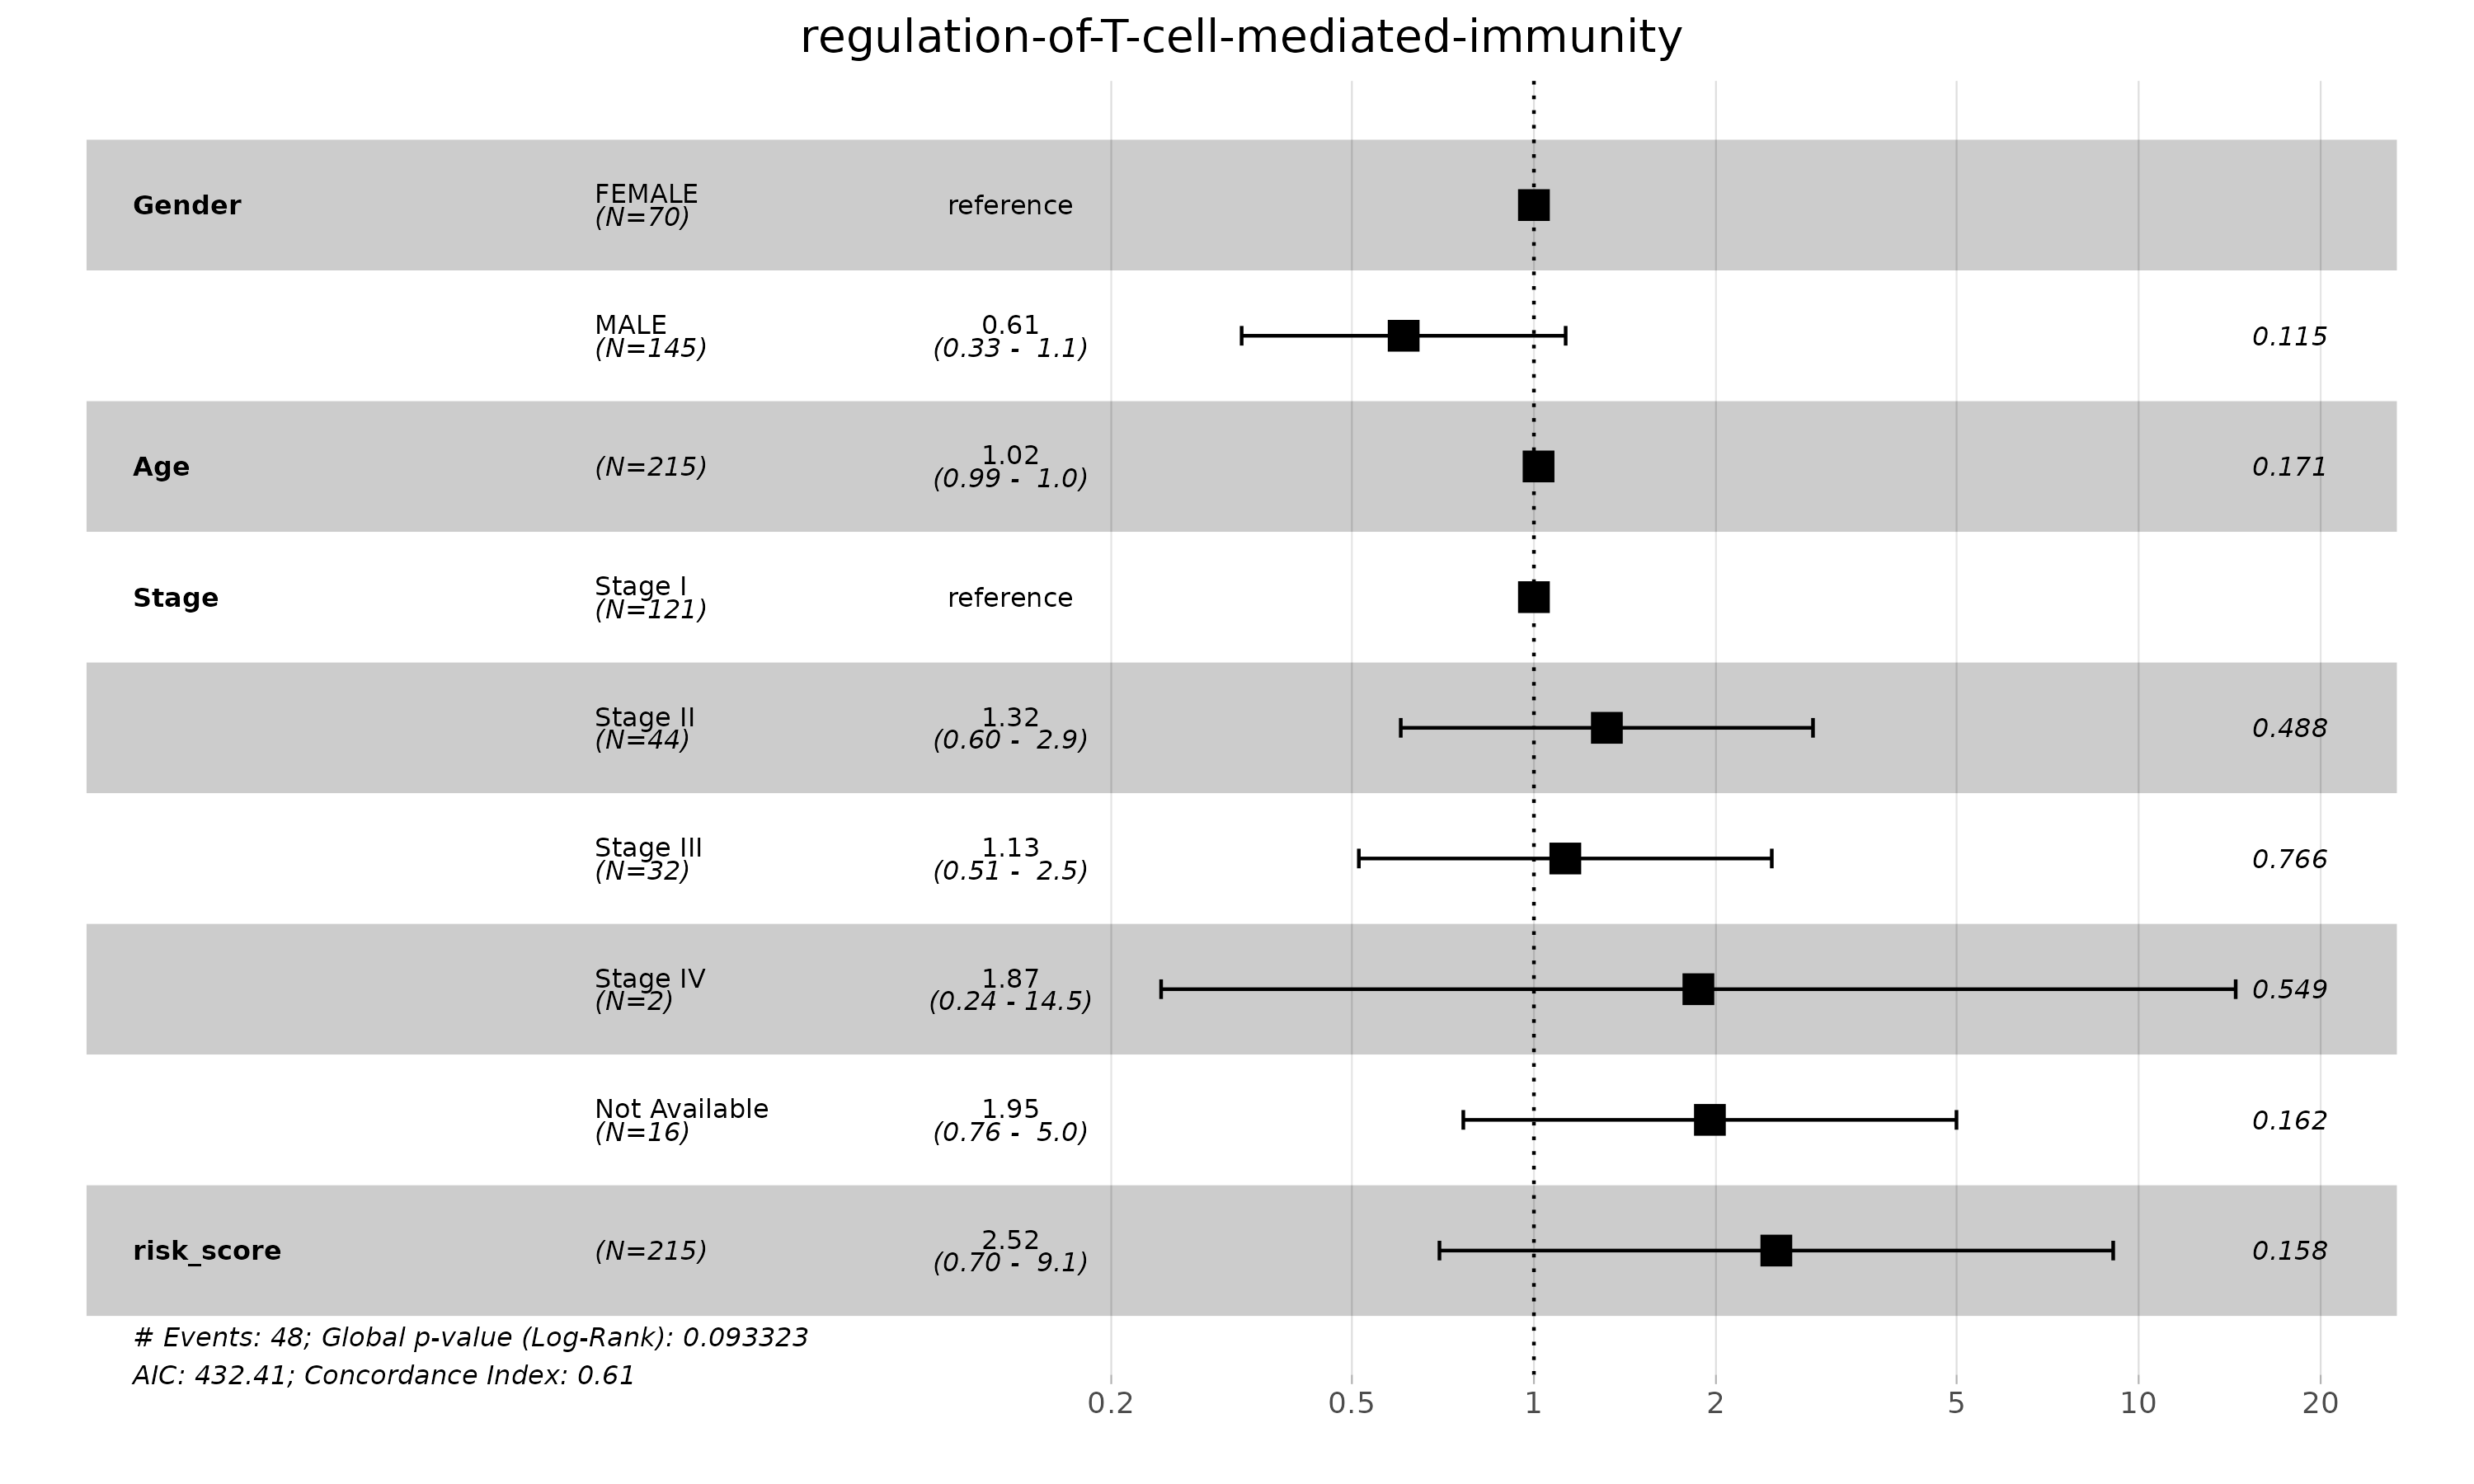 regulation-of-T-cell-mediated-immunity
Gender
FEMALE
(N=70)
reference
MALE
(N=145)
0.61
(0.33 - 1.1)
0.115
Age
(N=215)
1.02
(0.99 - 1.0)
0.171
Stage
Stage I
(N=121)
reference
Stage II
(N=44)
1.32
(0.60 - 2.9)
0.488
Stage III
(N=32)
1.13
(0.51 - 2.5)
0.766
Stage IV
(N=2)
1.87
(0.24 - 14.5)
0.549
Not Available
(N=16)
1.95
(0.76 - 5.0)
0.162
risk_score
(N=215)
2.52
(0.70 - 9.1)
0.158
# Events: 48; Global p-value (Log-Rank): 0.093323
AIC: 432.41; Concordance Index: 0.61
0.2 0.5 1 2 5 10 20